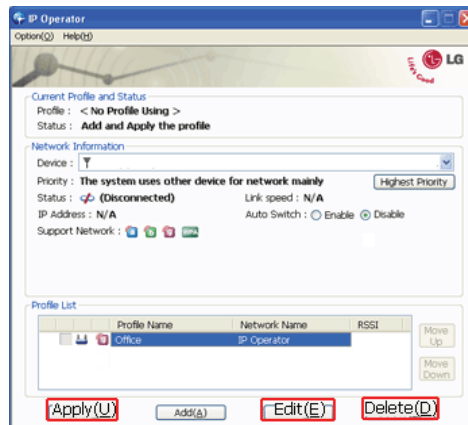 IP Operator
Option(O) Help(H)
Life's Good
LG
Current Profile and Status
Profile : < No Profile Using >
Status : Add and Apply the profile
Network Information
Device :
Priority : The system uses other device for network mainly
Highest Priority
Status : (Disconnected)
Link speed : N/A
IP Address : N/A
Auto Switch : Enable Disable
Support Network :
Profile List
Profile Name Network Name RSSI
Office IP Operator
Move Up
Move Down
Apply(U) Add(A) Edit(E) Delete(D)